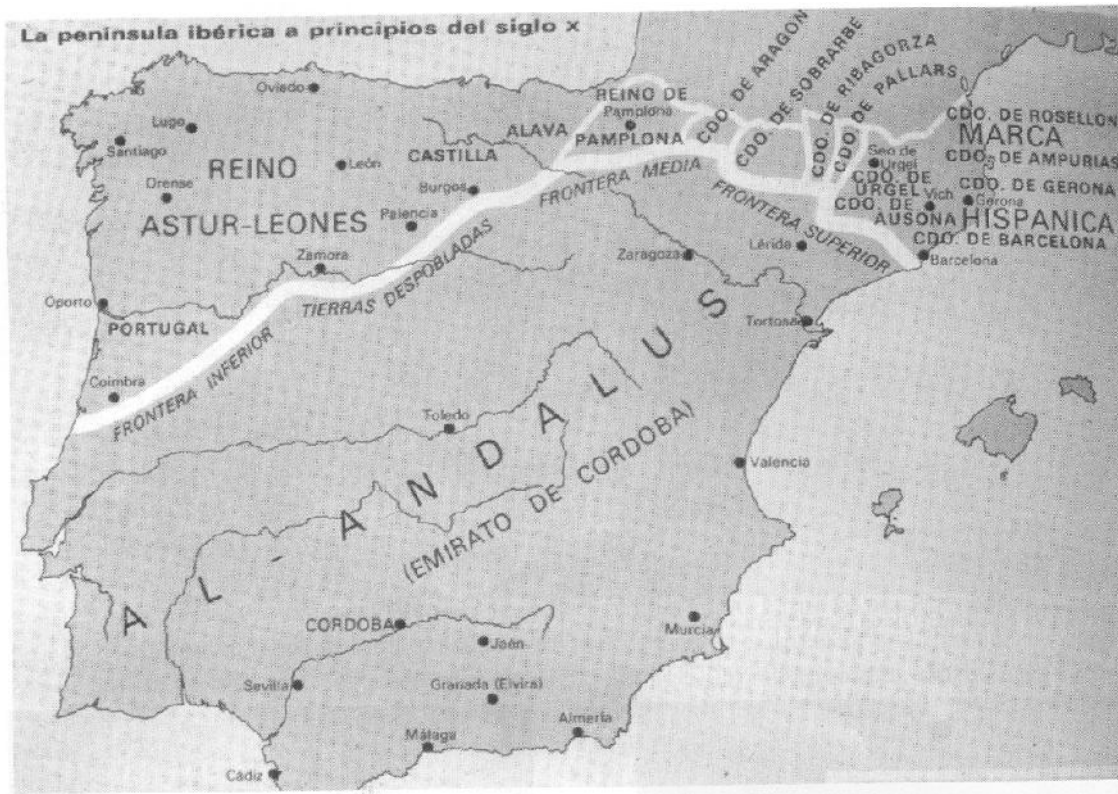 La península ibérica a principios del siglo x
Oviedo
Lugo
Santiago
Orense
REINO
León
ASTUR-LEONES
Palencia
Zamora
Burgos
CASTILLA
ALAVA
REINO DE
Pamplona
PAMPLONA
CDO. DE ARAGON
CDO. DE SOBRARBE
CDO. DE RIBAGORZA
CDO. DE PALLARS
CDO. DE ROSELLON
MARCA
CDO. DE AMPURIAS
Seo de
Urgel
CDO. DE
URGEL
Vich
CDO. DE GERONA
Gerona
CDO. DE
AUSONA
HISPANICA
CDO. DE BARCELONA
Barcelona
FRONTERA MEDIA
FRONTERA SUPERIOR
Lérida
Zaragoza
Tortosa
TIERRAS DESPOBLADAS
FRONTERA INFERIOR
Oporto
PORTUGAL
Coimbra
Toledo
Valencia
AL-ANDALUS
(EMIRATO DE CORDOBA)
CORDOBA
Jaén
Murcia
Sevilla
Granada (Elvira)
Almería
Málaga
Cádiz